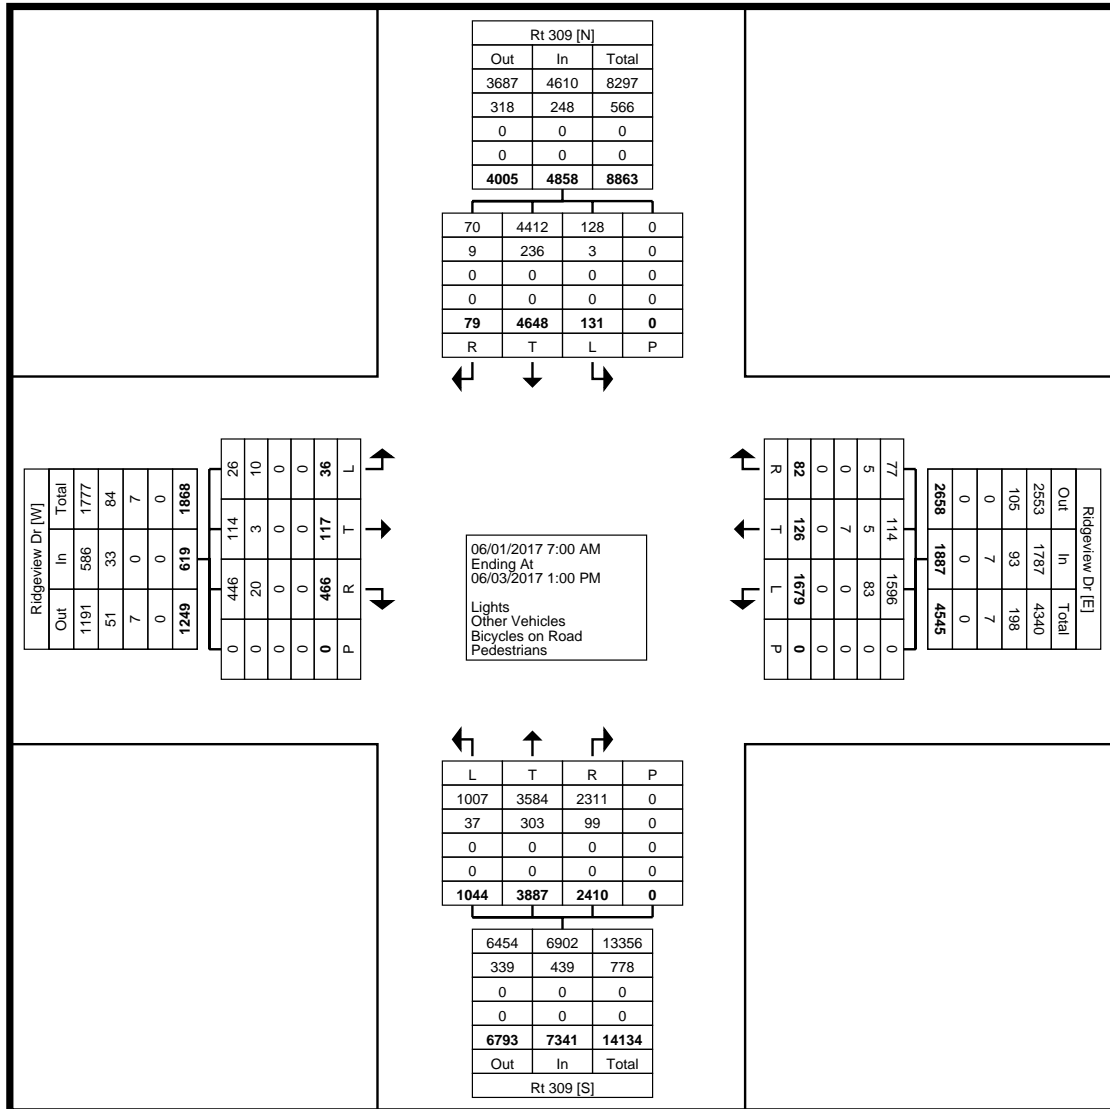 Rt 309 [N]
Out In Total
3687 4610 8297
318 248 566
0 0 0
0 0 0
4005 4858 8863
70 4412 128 0
9 236 3 0
0 0 0 0
0 0 0 0
79 4648 131 0
R T L P
Ridgeview Dr [W]
Total 1777 84 7 0 1868
In 586 33 0 0 619
Out 1191 51 7 0 1249
26 10 0 0 36 L
114 3 0 0 117 T
446 20 0 0 466 R
0 0 0 0 0 P
06/01/2017 7:00 AM
Ending At
06/03/2017 1:00 PM
Lights
Other Vehicles
Bicycles on Road
Pedestrians
R 82 0 0 5 77
T 126 0 7 5 114
L 1679 0 0 83 1596
P 0 0 0 0 0
Ridgeview Dr [E]
Out In Total
2553 1787 4340
105 93 198
0 7 7
0 0 0
2658 1887 4545
L T R P
1007 3584 2311 0
37 303 99 0
0 0 0 0
0 0 0 0
1044 3887 2410 0
6454 6902 13356
339 439 778
0 0 0
0 0 0
6793 7341 14134
Out In Total
Rt 309 [S]